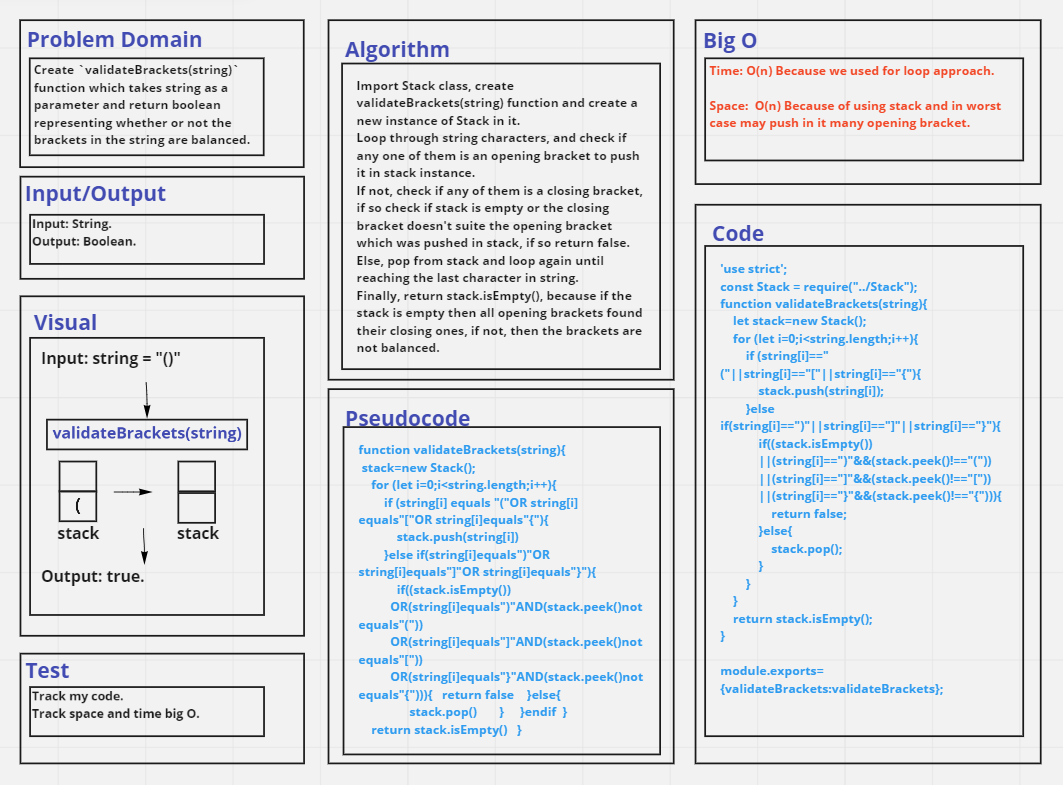 Problem Domain
Create `validateBrackets(string)`
function which takes string as a
parameter and return boolean
representing whether or not the
brackets in the string are balanced.
Input/Output
Input: String.
Output: Boolean.
Visual
Input: string = "()"
validateBrackets(string)
(
stack
stack
Output: true.
Test
Track my code.
Track space and time big O.
Algorithm
Import Stack class, create
validateBrackets(string) function and create a
new instance of Stack in it.
Loop through string characters, and check if
any one of them is an opening bracket to push
it in stack instance.
If not, check if any of them is a closing bracket,
if so check if stack is empty or the closing
bracket doesn't suite the opening bracket
which was pushed in stack, if so return false.
Else, pop from stack and loop again until
reaching the last character in string.
Finally, return stack.isEmpty(), because if the
stack is empty then all opening brackets found
their closing ones, if not, then the brackets are
not balanced.
Pseudocode
function validateBrackets(string){
stack=new Stack();
for (let i=0;i<string.length;i++){
if (string[i] equals "("OR string[i]
equals"["OR string[i]equals"{"){
stack.push(string[i])
}else if(string[i]equals")"OR
string[i]equals"]"OR string[i]equals"}"){
if((stack.isEmpty())
OR(string[i]equals")"AND(stack.peek()not
equals"("))
OR(string[i]equals"]"AND(stack.peek()not
equals"["))
OR(string[i]equals"}"AND(stack.peek()not
equals"{"))){ return false }else{
stack.pop() } }endif }
return stack.isEmpty() }
Big O
Time: O(n) Because we used for loop approach.
Space: O(n) Because of using stack and in worst
case may push in it many opening bracket.
Code
'use strict';
const Stack = require("../Stack");
function validateBrackets(string){
let stack=new Stack();
for (let i=0;i<string.length;i++){
if (string[i]=="
("||string[i]=="["||string[i]=="{"){
stack.push(string[i]);
}else
if(string[i]==")"||string[i]=="]"||string[i]=="}"){
if((stack.isEmpty())
||(string[i]==")"&&(stack.peek()!=="("))
||(string[i]=="]"&&(stack.peek()!=="["))
||(string[i]=="}"&&(stack.peek()!=="{"))){
return false;
}else{
stack.pop();
}
}
}
return stack.isEmpty();
}
module.exports=
{validateBrackets:validateBrackets};